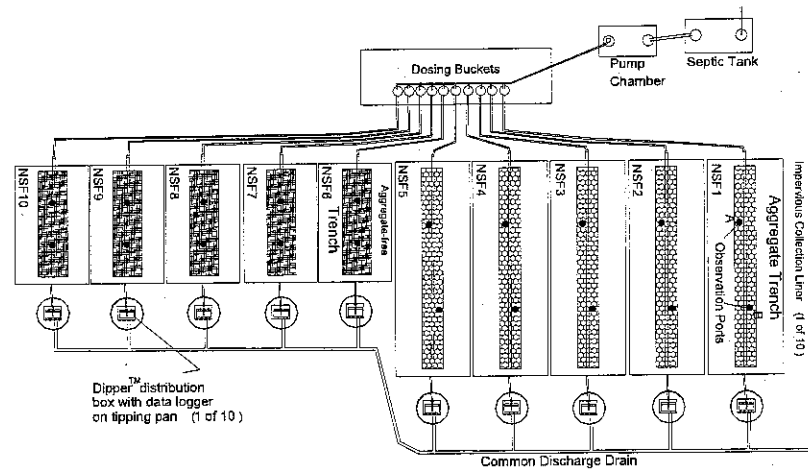 Dosing Buckets
Pump
Chamber
Septic Tank
NSF10
NSF9
NSF8
NSF7
NSF6
Aggregate-free
Trench
NSF5
NSF4
NSF3
NSF2
NSF1
Aggregate Trench
A
B
Observation Ports
Impervious Collection Liner (1 of 10)
Dipper™ distribution
box with data logger
on tipping pan (1 of 10)
Common Discharge Drain